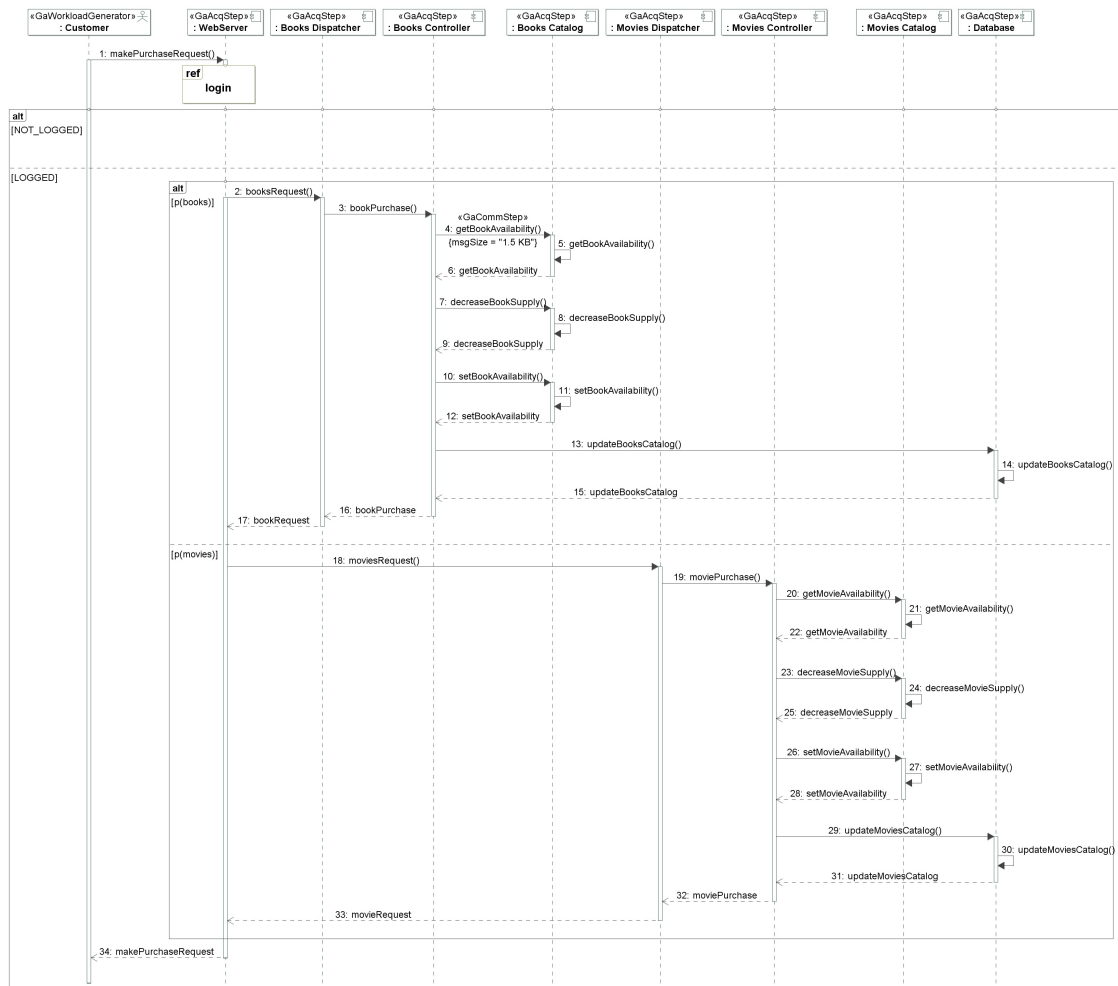 «GaWorkloadGenerator»
: Customer
«GaAcqStep»
: WebServer
«GaAcqStep»
: Books Dispatcher
«GaAcqStep»
: Books Controller
«GaAcqStep»
: Books Catalog
«GaAcqStep»
: Movies Dispatcher
«GaAcqStep»
: Movies Controller
«GaAcqStep»
: Movies Catalog
«GaAcqStep»
: Database
1: makePurchaseRequest()
ref
login
alt
[NOT_LOGGED]
[LOGGED]
alt
[p(books)]
2: booksRequest()
3: bookPurchase()
«GaCommStep»
4: getBookAvailability()
{msgSize = "1.5 KB"}
5: getBookAvailability()
6: getBookAvailability
7: decreaseBookSupply()
8: decreaseBookSupply()
9: decreaseBookSupply
10: setBookAvailability()
11: setBookAvailability()
12: setBookAvailability
13: updateBooksCatalog()
14: updateBooksCatalog()
15: updateBooksCatalog
16: bookPurchase
17: bookRequest
[p(movies)]
18: moviesRequest()
19: moviePurchase()
20: getMovieAvailability()
21: getMovieAvailability()
22: getMovieAvailability
23: decreaseMovieSupply()
24: decreaseMovieSupply()
25: decreaseMovieSupply
26: setMovieAvailability()
27: setMovieAvailability()
28: setMovieAvailability
29: updateMoviesCatalog()
30: updateMoviesCatalog()
31: updateMoviesCatalog
32: moviePurchase
33: movieRequest
34: makePurchaseRequest